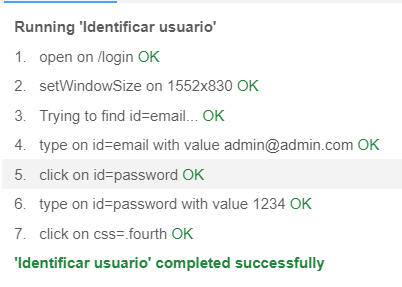 Running 'Identificar usuario'
1. open on /login OK
2. setWindowSize on 1552x830 OK
3. Trying to find id=email... OK
4. type on id=email with value admin@admin.com OK
5. click on id=password OK
6. type on id=password with value 1234 OK
7. click on css=.fourth OK
'Identificar usuario' completed successfully